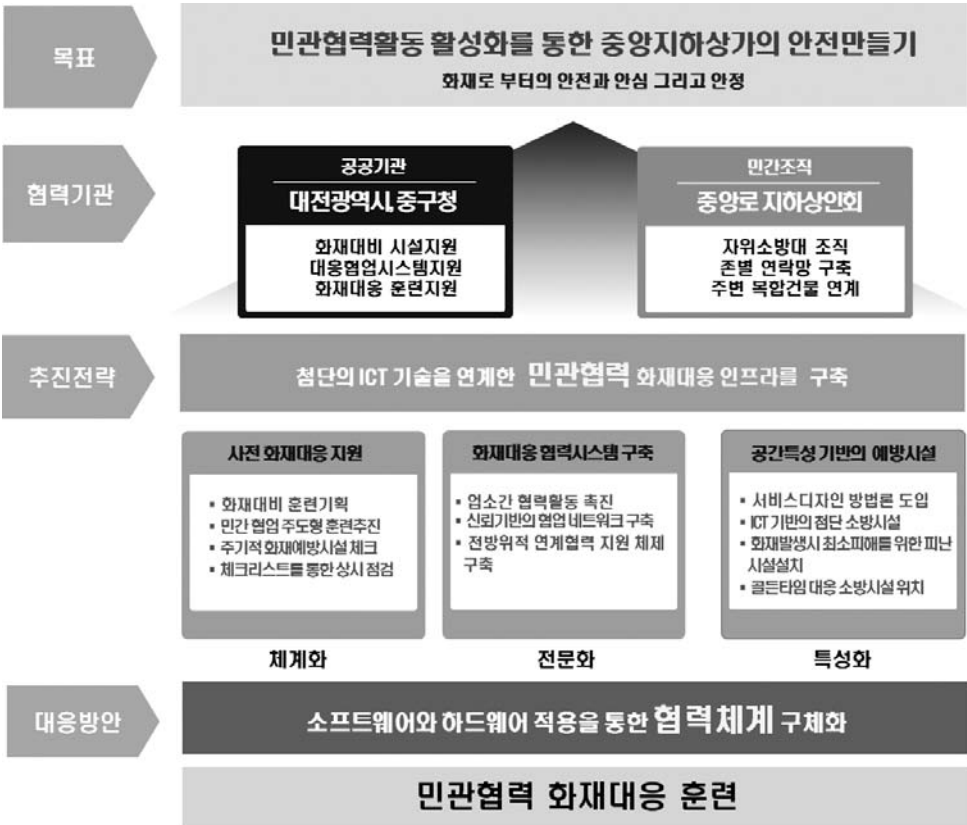 목표
민관협력활동 활성화를 통한 중앙지하상가의 안전만들기
화재로 부터의 안전과 안심 그리고 안정
협력기관
공공기관
대전광역시, 중구청
화재대비 시설지원
대응협업시스템지원
화재대응 훈련지원
민간조직
중앙로 지하상인회
자위소방대 조직
존별 연락망 구축
주변 복합건물 연계
추진전략
첨단의 ICT 기술을 연계한 민관협력 화재대응 인프라를 구축
사전 화재대응 지원
▪ 화재대비 훈련기획
▪ 민간 협업 주도형 훈련추진
▪ 주기적 화재예방시설 체크
▪ 체크리스트를 통한 상시 점검
체계화
화재대응 협력시스템 구축
▪ 업소간 협력활동 촉진
▪ 신뢰기반의 협업 네트워크 구축
▪ 전방위적 연계협력 지원 체제
구축
전문화
공간특성 기반의 예방시설
▪ 서비스디자인 방법론 도입
▪ ICT 기반의 첨단 소방시설
▪ 화재발생시 최소피해를 위한 피난
시설설치
▪ 골든타임 대응 소방시설 위치
특성화
대응방안
소프트웨어와 하드웨어 적용을 통한 협력체계 구체화
민관협력 화재대응 훈련